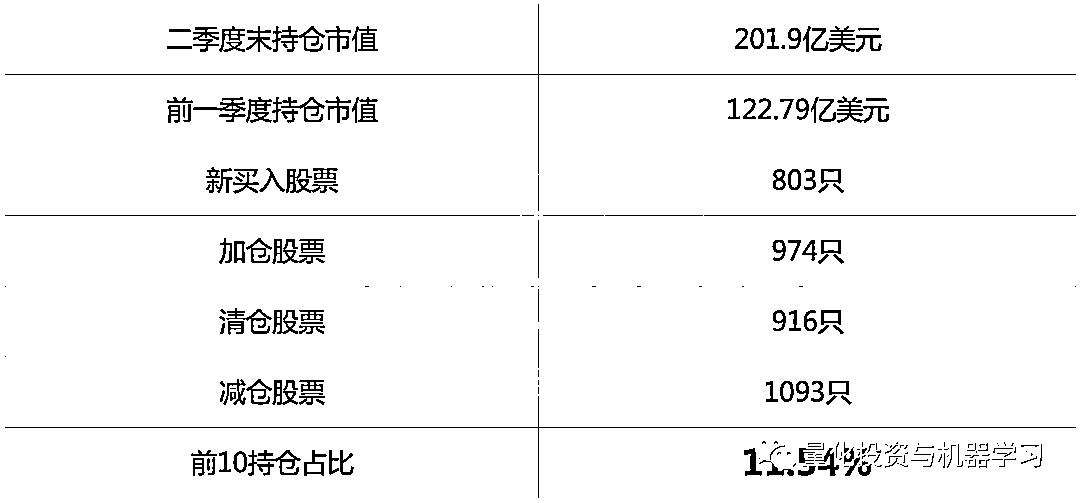 二季度末持仓市值 201.9亿美元
前一季度持仓市值 122.79亿美元
新买入股票 803只
加仓股票 974只
清仓股票 916只
减仓股票 1093只
前10持仓占比 11.54%
量化投资与机器学习